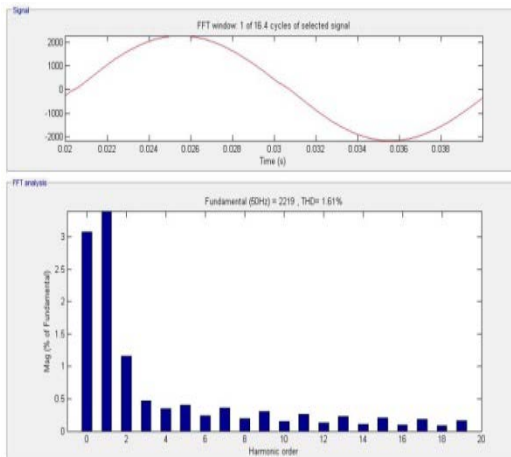 Signal
FFT window: 1 of 16.4 cycles of selected signal
2000
1000
0
-1000
-2000
0.02 0.022 0.024 0.026 0.028 0.03 0.032 0.034 0.036 0.038
Time (s)
FFT analysis
Fundamental (50Hz) = 2219 , THD= 1.61%
Mag (% of Fundamental)
3
2.5
2
1.5
1
0.5
0
0 2 4 6 8 10 12 14 16 18 20
Harmonic order